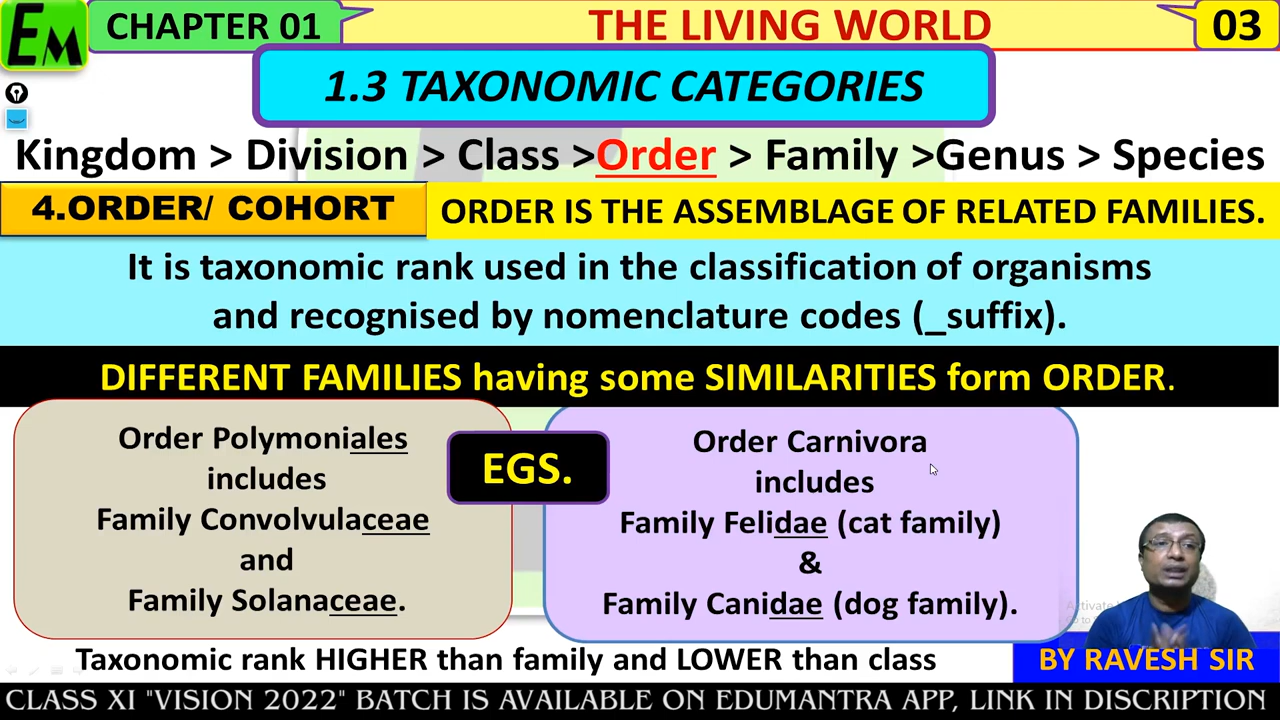 EM
CHAPTER 01
THE LIVING WORLD
03
1.3 TAXONOMIC CATEGORIES
Kingdom > Division > Class >Order > Family >Genus > Species
4.ORDER/ COHORT
ORDER IS THE ASSEMBLAGE OF RELATED FAMILIES.
It is taxonomic rank used in the classification of organisms
and recognised by nomenclature codes (_suffix).
DIFFERENT FAMILIES having some SIMILARITIES form ORDER.
Order Polymoniales
includes
Family Convolvulaceae
and
Family Solanaceae.
EGS.
Order Carnivora
includes
Family Felidae (cat family)
&
Family Canidae (dog family).
Taxonomic rank HIGHER than family and LOWER than class
BY RAVESH SIR
CLASS XI "VISION 2022" BATCH IS AVAILABLE ON EDUMANTRA APP, LINK IN DISCRIPTION